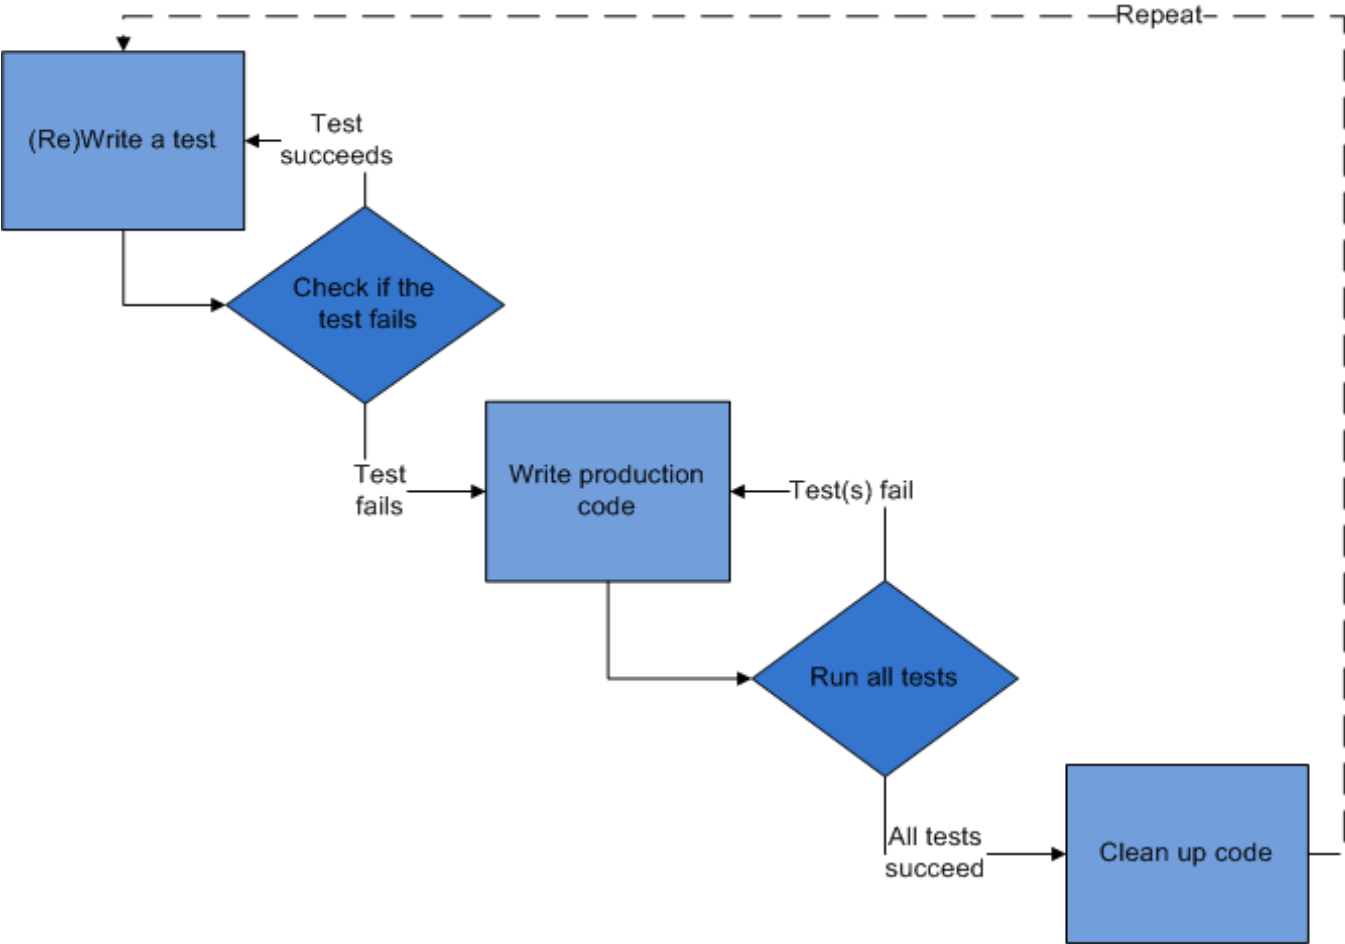 Repeat
(Re)Write a test
Test
succeeds
Check if the
test fails
Test
fails
Write production
code
Test(s) fail
Run all tests
All tests
succeed
Clean up code